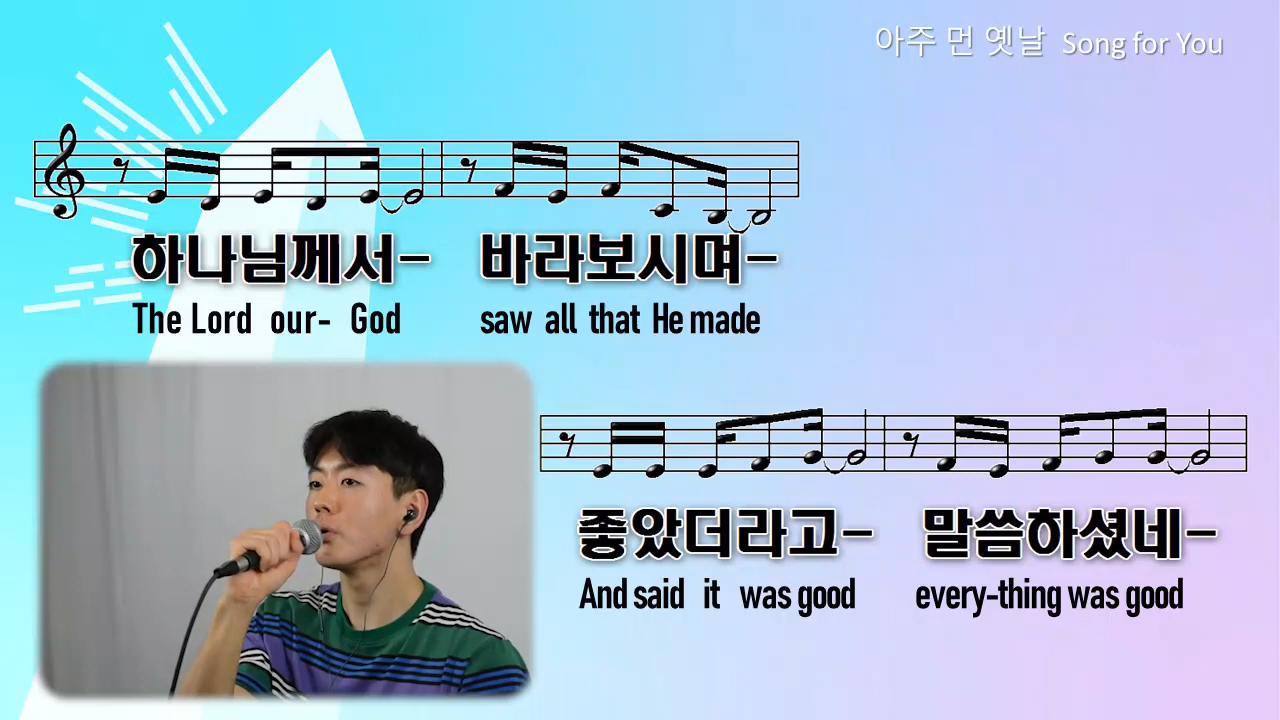 아주 먼 옛날 Song for You
하나님께서- 바라보시며-
The Lord our- God saw all that He made
좋았더라고- 말씀하셨네-
And said it was good every-thing was good